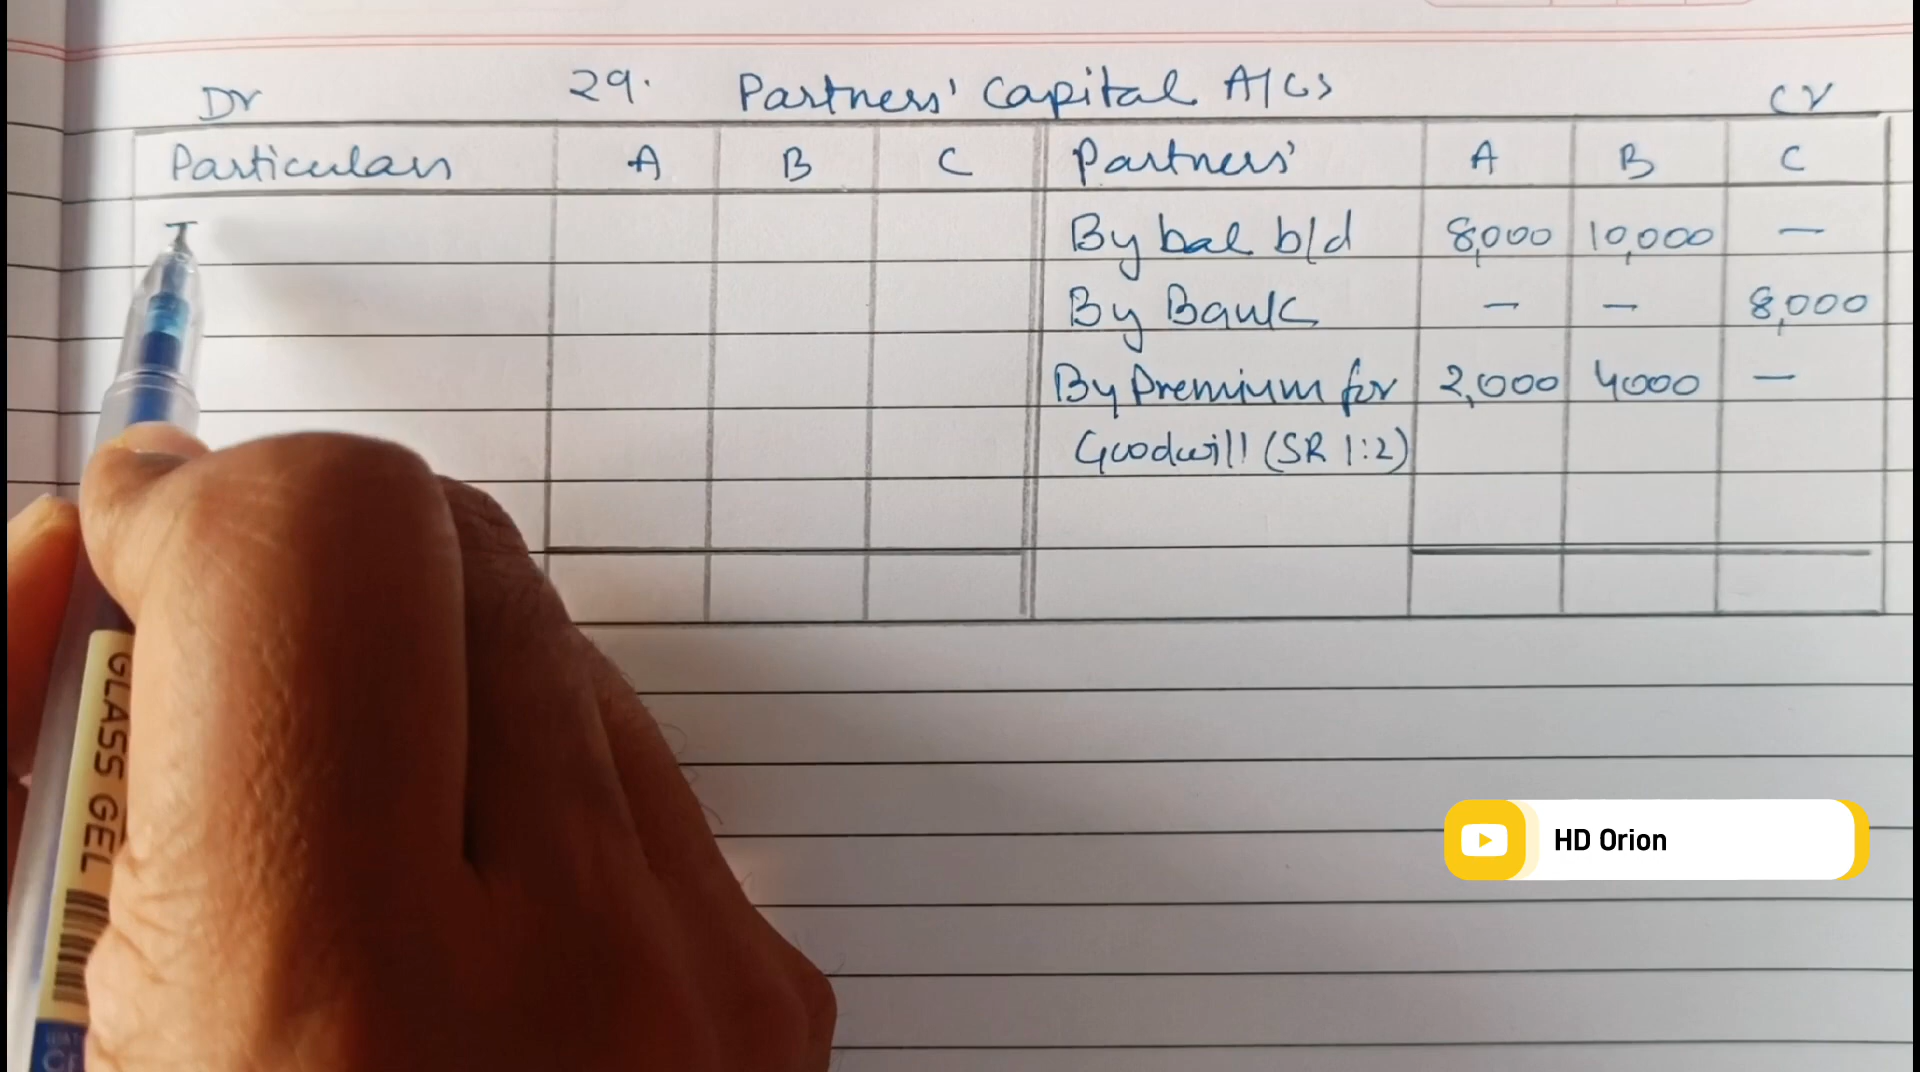 29. Partners' Capital A/Cs
Dr Cr
Particulars A B C Partners' A B C
T By bal b/d 8,000 10,000 —
By Bank — — 8,000
By Premium for 2,000 4000 —
Goodwill (SR 1:2)
GLASS GEL
HD Orion